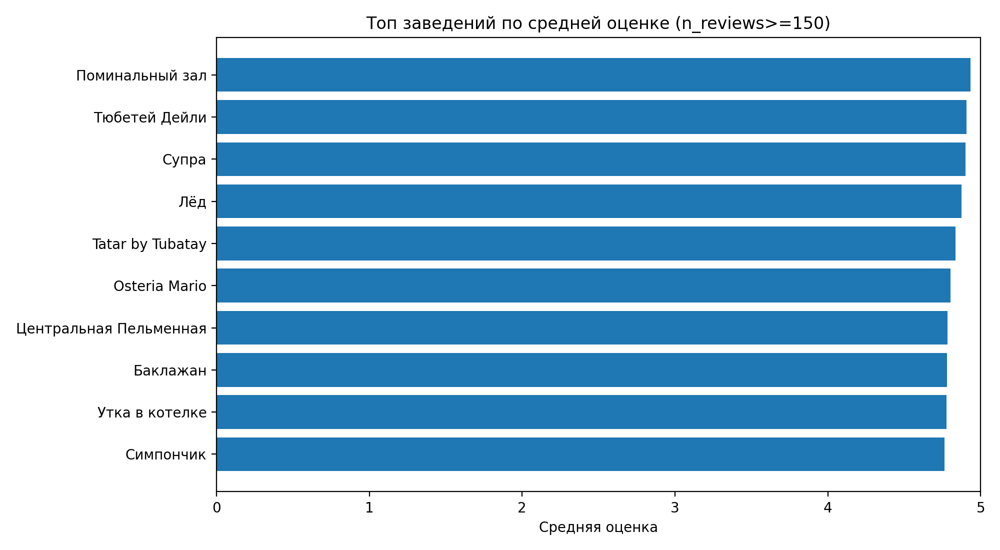 Топ заведений по средней оценке (n_reviews>=150)
Поминальный зал
Тюбетей Дейли
Супра
Лёд
Tatar by Tubatay
Osteria Mario
Центральная Пельменная
Баклажан
Утка в котелке
Симпончик
0 1 2 3 4 5
Средняя оценка